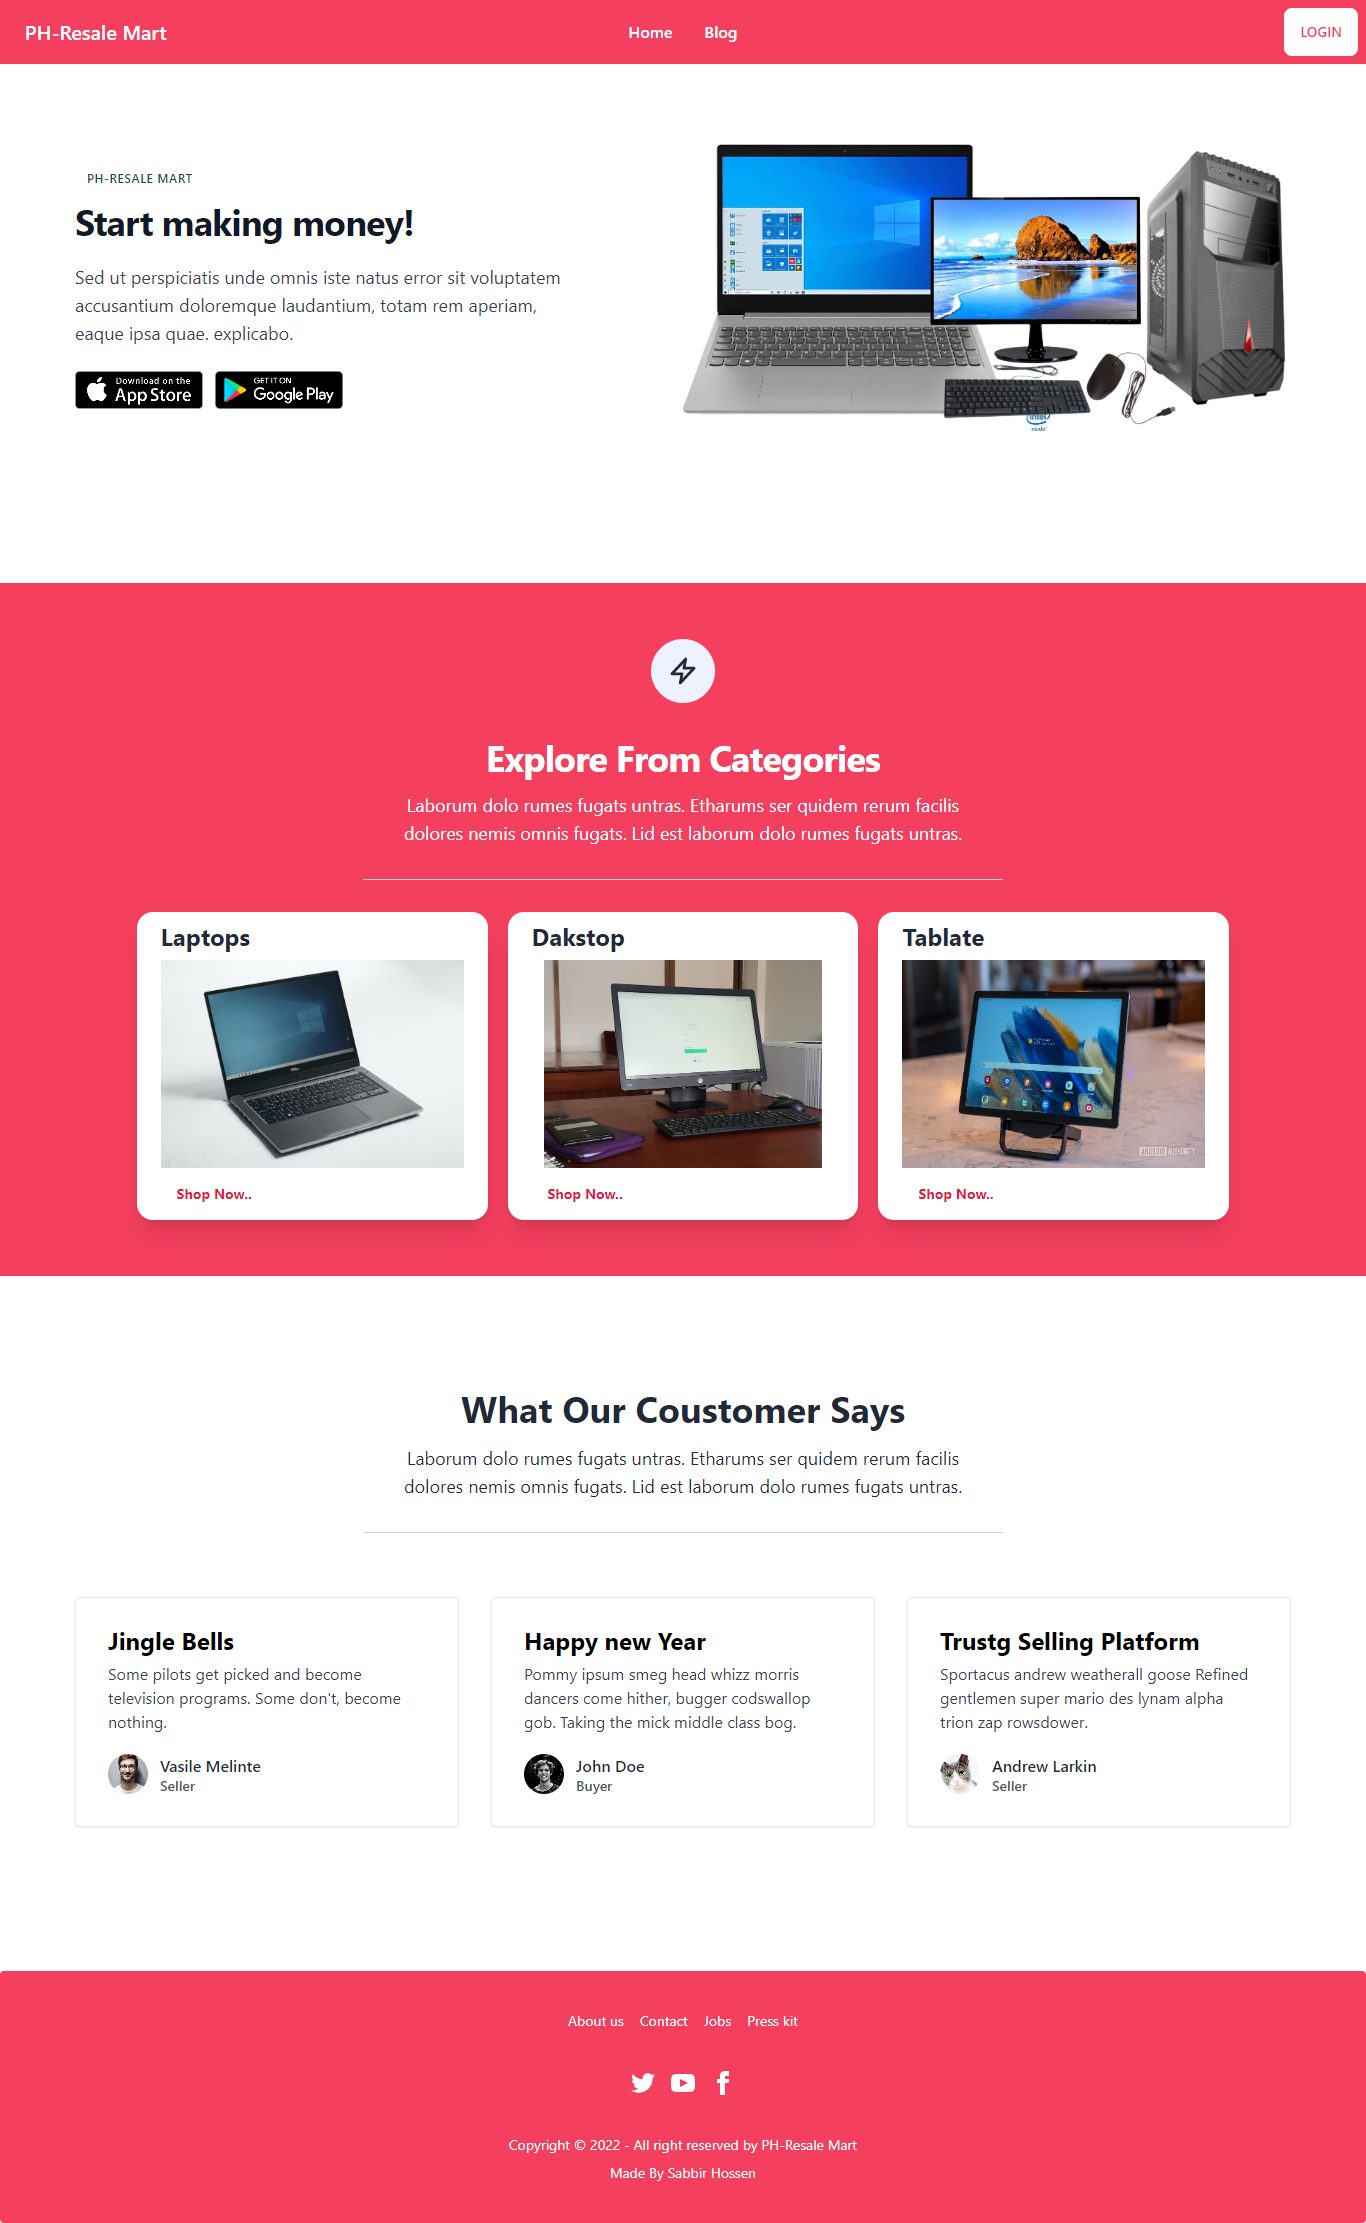 PH-Resale Mart
Home
Blog
LOGIN
PH-RESALE MART
Start making money!
Sed ut perspiciatis unde omnis iste natus error sit voluptatem
accusantium doloremque laudantium, totam rem aperiam,
eaque ipsa quae. explicabo.
Download on the
App Store
GET IT ON
Google Play
intel
inside
Explore From Categories
Laborum dolo rumes fugats untras. Etharums ser quidem rerum facilis
dolores nemis omnis fugats. Lid est laborum dolo rumes fugats untras.
Laptops
Dakstop
Tablate
DELL
ANDROID AUTHORITY
Shop Now..
Shop Now..
Shop Now..
What Our Coustomer Says
Laborum dolo rumes fugats untras. Etharums ser quidem rerum facilis
dolores nemis omnis fugats. Lid est laborum dolo rumes fugats untras.
Jingle Bells
Some pilots get picked and become
television programs. Some don't, become
nothing.
Vasile Melinte
Seller
Happy new Year
Pommy ipsum smeg head whizz morris
dancers come hither, bugger codswallop
gob. Taking the mick middle class bog.
John Doe
Buyer
Trustg Selling Platform
Sportacus andrew weatherall goose Refined
gentlemen super mario des lynam alpha
trion zap rowsdower.
Andrew Larkin
Seller
About us
Contact
Jobs
Press kit
Copyright © 2022 - All right reserved by PH-Resale Mart
Made By Sabbir Hossen